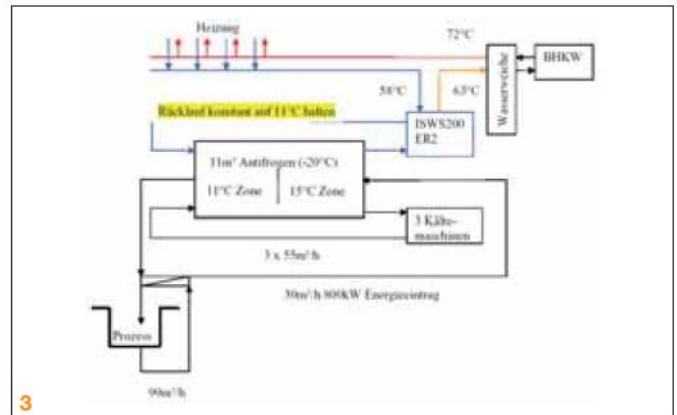 Heizung
72°C
BHKW
Wasserweiche
58°C
63°C
Rücklauf konstant auf 11°C halten
ISWS200
ER2
31m³ Antifrogen (-20°C)
11°C Zone
15°C Zone
3 Kälte-
maschinen
3 x 55m³/h
30m³/h 800KW Energieeintrag
Prozess
90m³/h
3